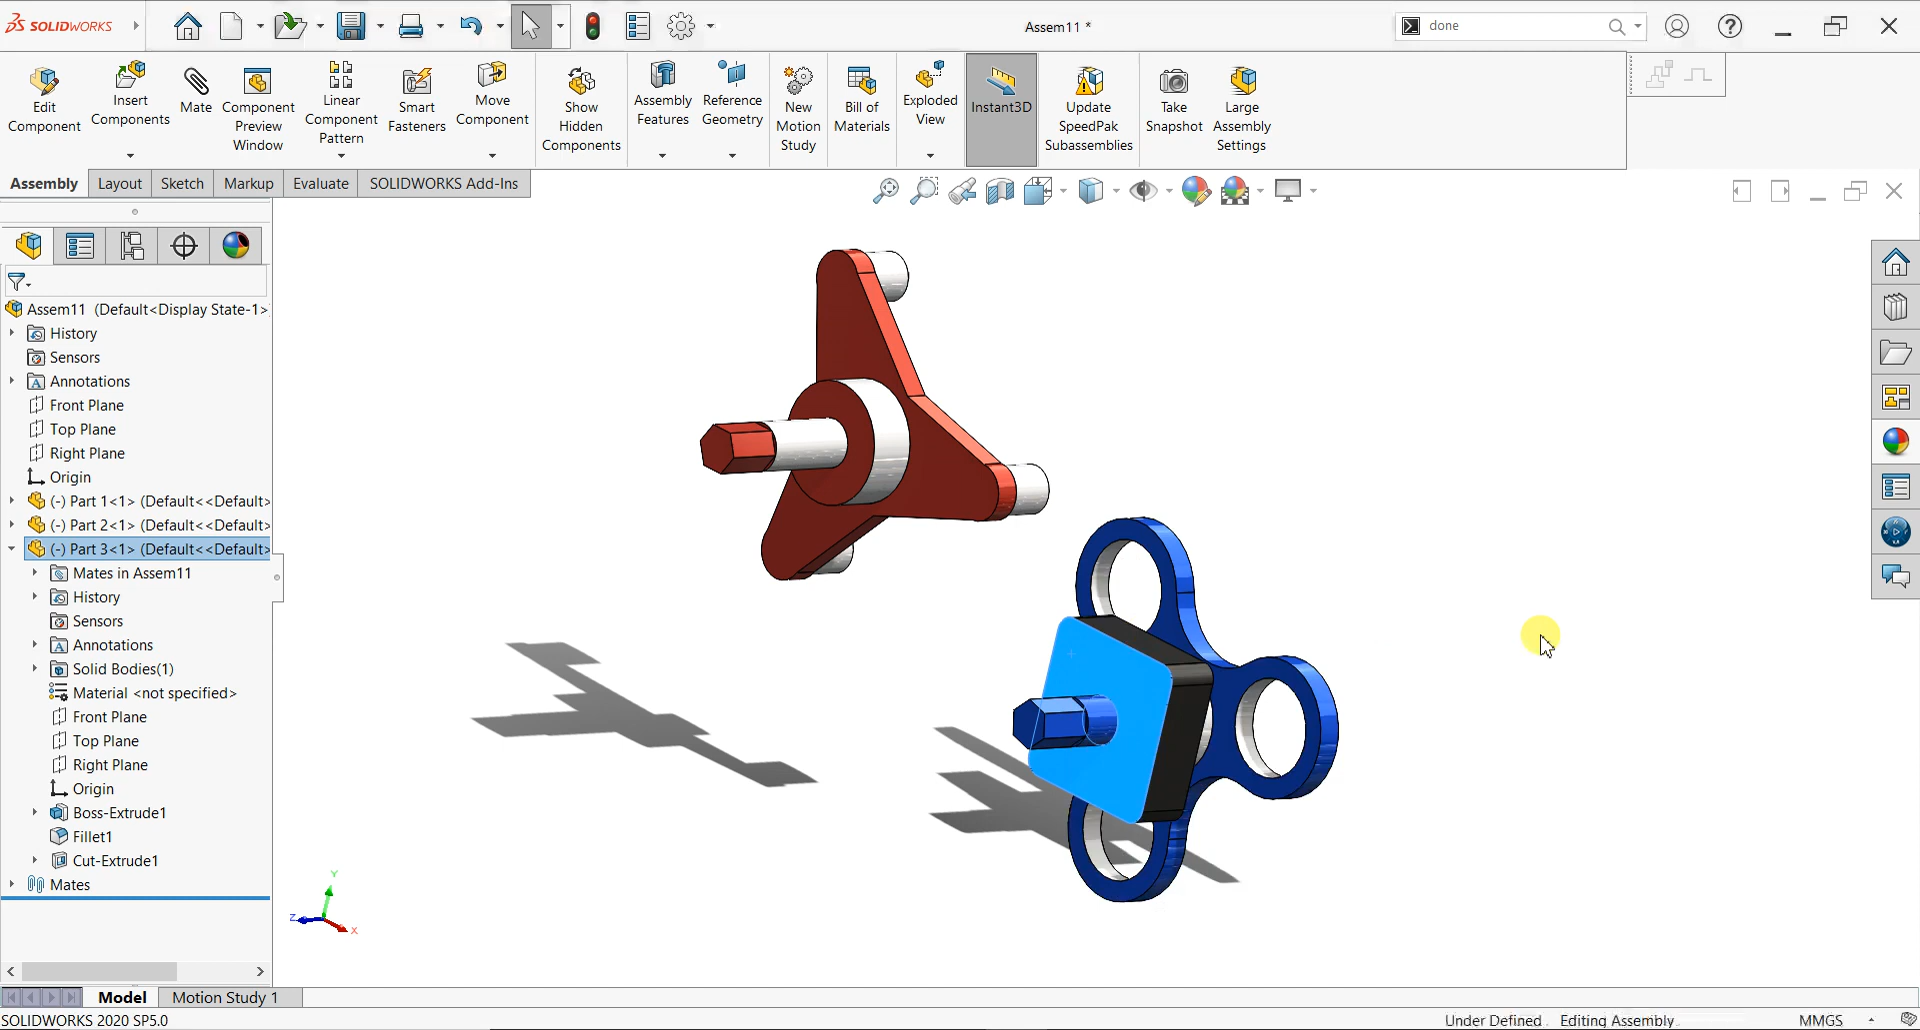 SOLIDWORKS
Assem11 *
done
Edit Component
Insert Components
Mate
Component Preview Window
Linear Component Pattern
Smart Fasteners
Move Component
Show Hidden Components
Assembly Features
Reference Geometry
New Motion Study
Bill of Materials
Exploded View
Instant3D
Update SpeedPak Subassemblies
Take Snapshot
Large Assembly Settings
Assembly
Layout
Sketch
Markup
Evaluate
SOLIDWORKS Add-Ins
Assem11 (Default<Display State-1>
History
Sensors
Annotations
Front Plane
Top Plane
Right Plane
Origin
(-) Part 1<1> (Default<<Default>
(-) Part 2<1> (Default<<Default>
(-) Part 3<1> (Default<<Default>
Mates in Assem11
History
Sensors
Annotations
Solid Bodies(1)
Material <not specified>
Front Plane
Top Plane
Right Plane
Origin
Boss-Extrude1
Fillet1
Cut-Extrude1
Mates
Y
Z
X
Model
Motion Study 1
SOLIDWORKS 2020 SP5.0
Under Defined
Editing Assembly
MMGS